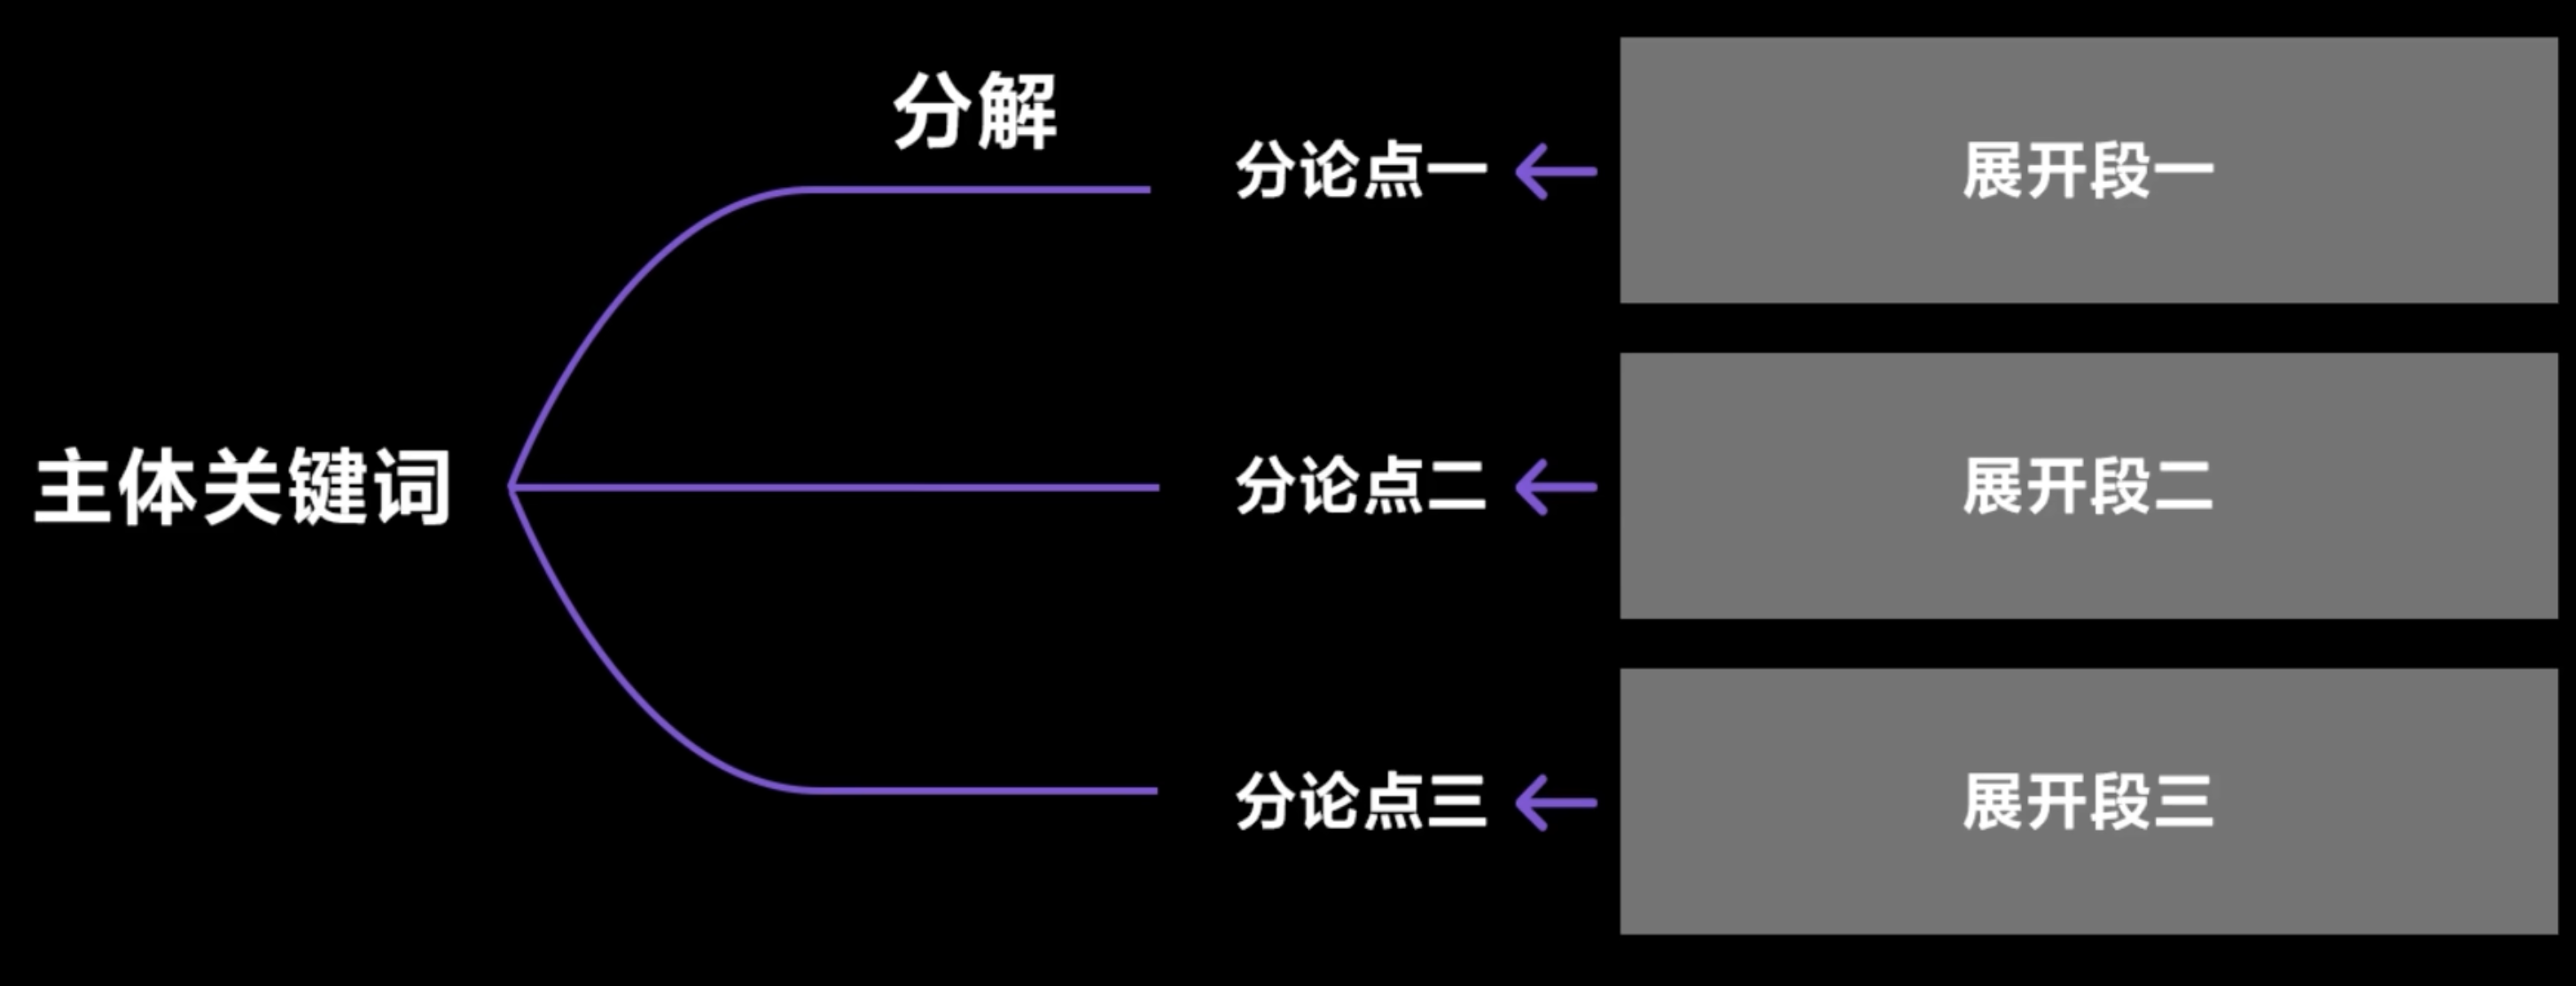 分解
分论点一
展开段一
主体关键词
分论点二
展开段二
分论点三
展开段三